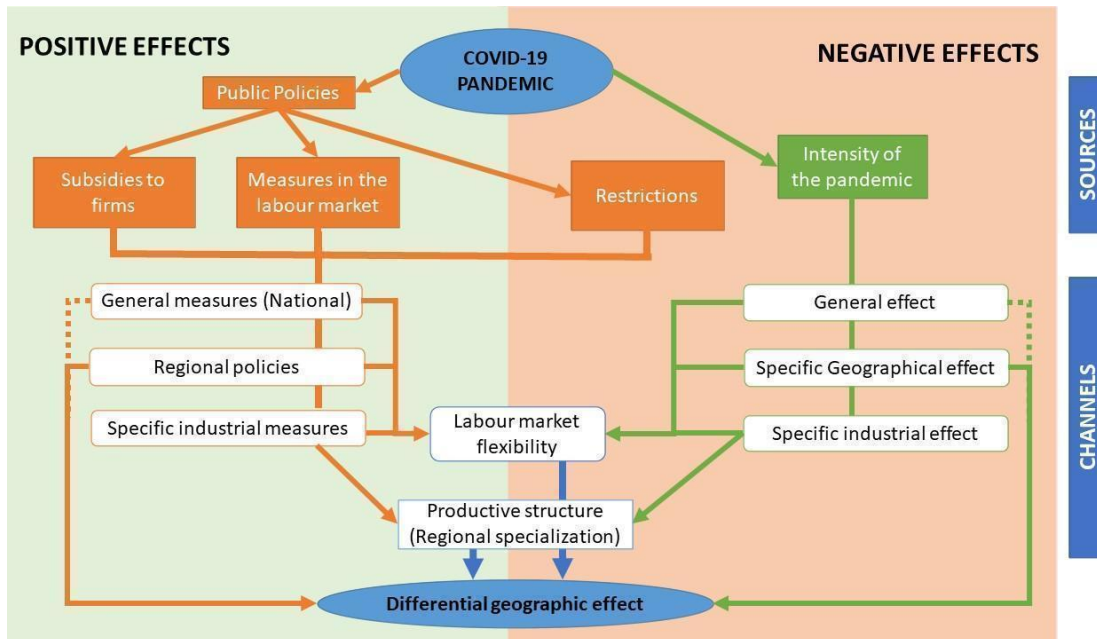 POSITIVE EFFECTS
COVID-19
PANDEMIC
NEGATIVE EFFECTS
Public Policies
SOURCES
Subsidies to
firms
Measures in the
labour market
Restrictions
Intensity of
the pandemic
General measures (National)
General effect
Regional policies
Specific Geographical effect
CHANNELS
Specific industrial measures
Labour market
flexibility
Specific industrial effect
Productive structure
(Regional specialization)
Differential geographic effect